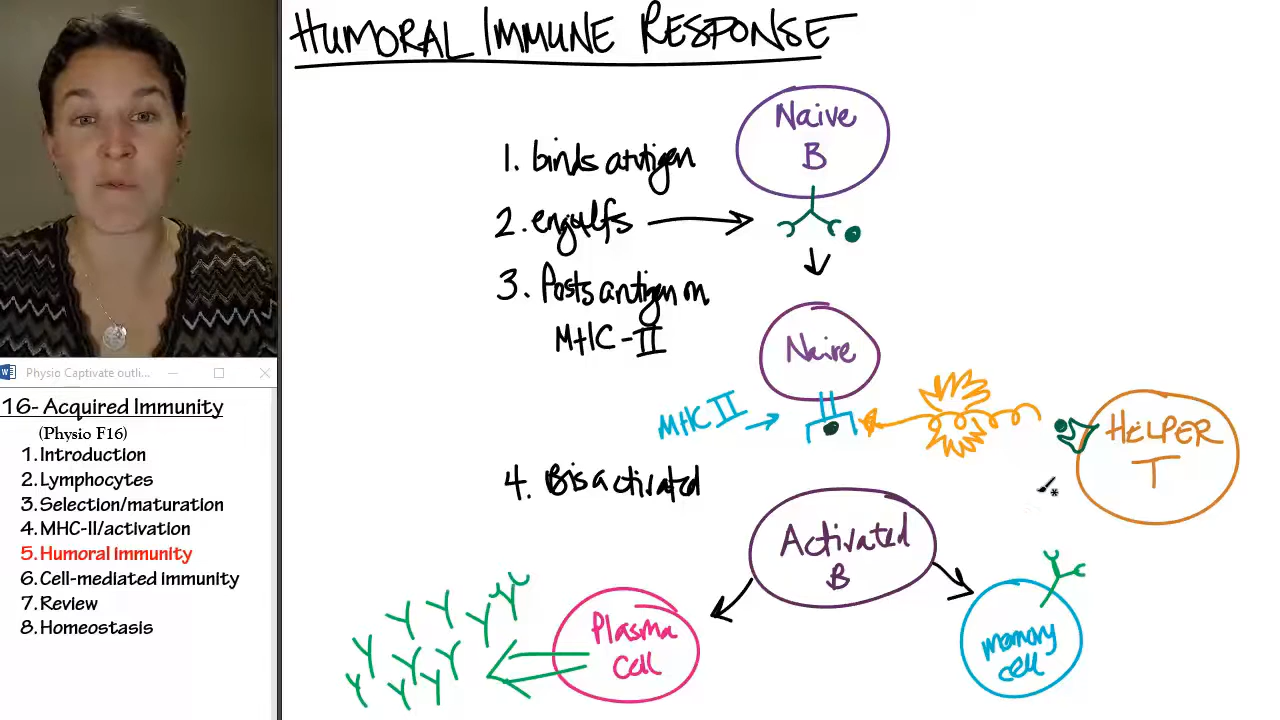 HUMORAL IMMUNE RESPONSE
Naive
B
1. binds antigen
2. engulfs
3. Posts antigen on
MHC-II
Naive
MHC II
HELPER
T
4. B is activated
Activated
B
Plasma
cell
memory
cell
Physio Captivate outli...
16- Acquired Immunity
(Physio F16)
1. Introduction
2. Lymphocytes
3. Selection/maturation
4. MHC-II/activation
5. Humoral immunity
6. Cell-mediated immunity
7. Review
8. Homeostasis